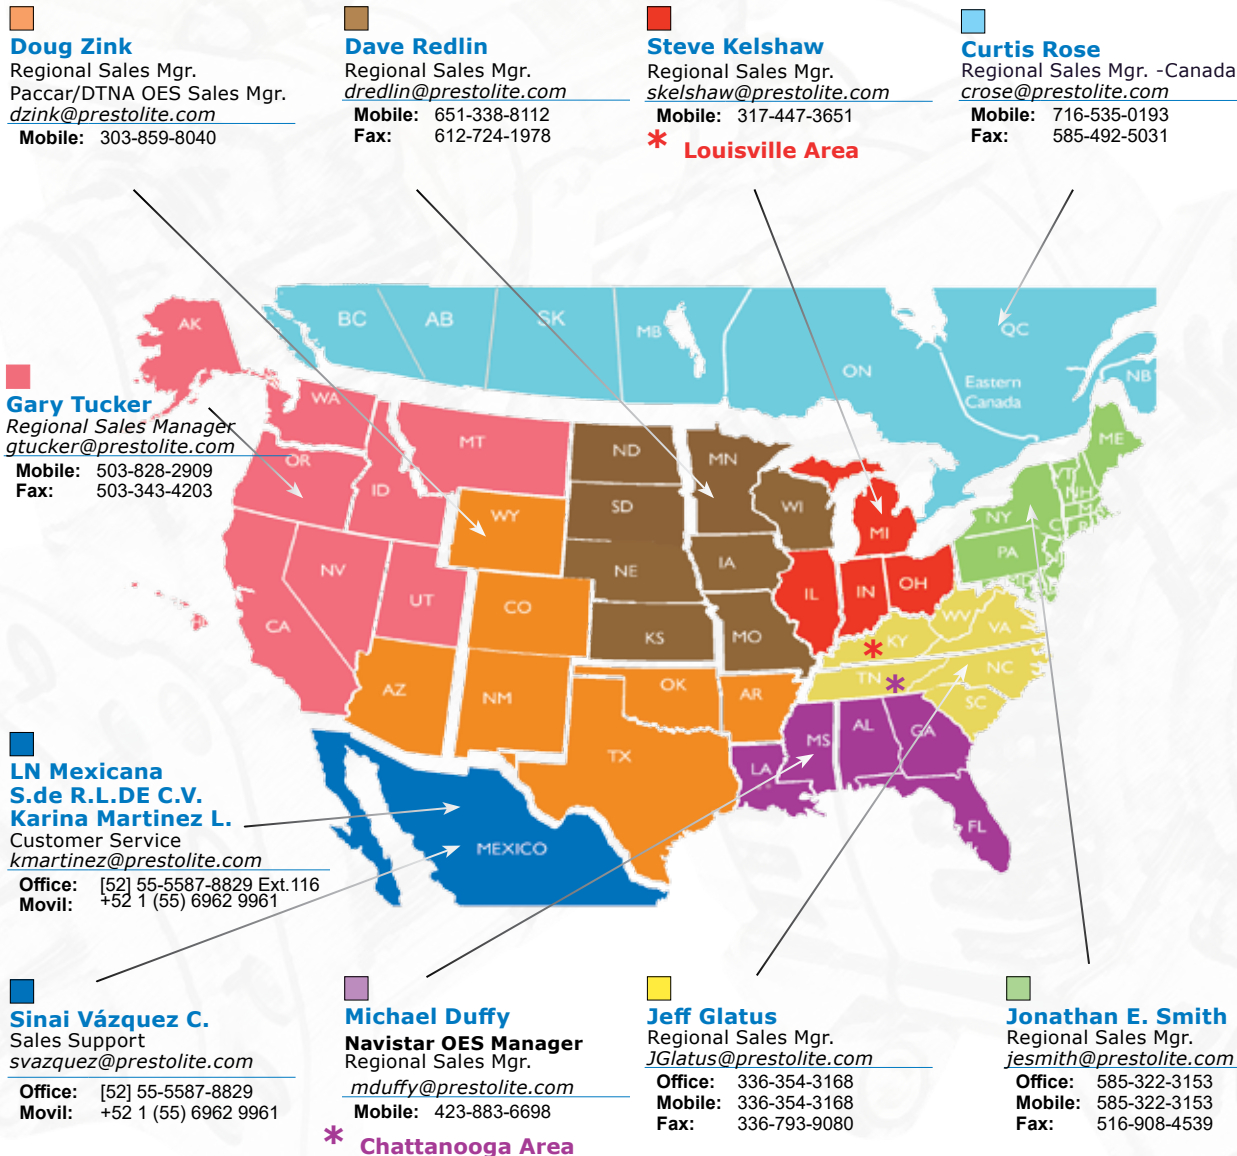 Doug Zink
Regional Sales Mgr.
Paccar/DTNA OES Sales Mgr.
dzink@prestolite.com
Mobile: 303-859-8040
Dave Redlin
Regional Sales Mgr.
dredlin@prestolite.com
Mobile: 651-338-8112
Fax: 612-724-1978
Steve Kelshaw
Regional Sales Mgr.
skelshaw@prestolite.com
Mobile: 317-447-3651
* Louisville Area
Curtis Rose
Regional Sales Mgr. -Canada
crose@prestolite.com
Mobile: 716-535-0193
Fax: 585-492-5031
Gary Tucker
Regional Sales Manager
gtucker@prestolite.com
Mobile: 503-828-2909
Fax: 503-343-4203
AK
BC
AB
SK
MB
ON
QC
Eastern
Canada
NB
WA
OR
ID
MT
NV
UT
CA
WY
CO
AZ
NM
OK
AR
TX
ND
SD
NE
KS
MN
WI
IA
MO
MI
IL
IN
OH
ME
VT
NH
MA
NY
CT
PA
NJ
MD
WV
VA
KY
*
TN
*
NC
SC
MS
AL
GA
LA
FL
MEXICO
LN Mexicana
S.de R.L.DE C.V.
Karina Martinez L.
Customer Service
kmartinez@prestolite.com
Office: [52] 55-5587-8829 Ext.116
Movil: +52 1 (55) 6962 9961
Sinai Vázquez C.
Sales Support
svazquez@prestolite.com
Office: [52] 55-5587-8829
Movil: +52 1 (55) 6962 9961
Michael Duffy
Navistar OES Manager
Regional Sales Mgr.
mduffy@prestolite.com
Mobile: 423-883-6698
* Chattanooga Area
Jeff Glatus
Regional Sales Mgr.
JGlatus@prestolite.com
Office: 336-354-3168
Mobile: 336-354-3168
Fax: 336-793-9080
Jonathan E. Smith
Regional Sales Mgr.
jesmith@prestolite.com
Office: 585-322-3153
Mobile: 585-322-3153
Fax: 516-908-4539